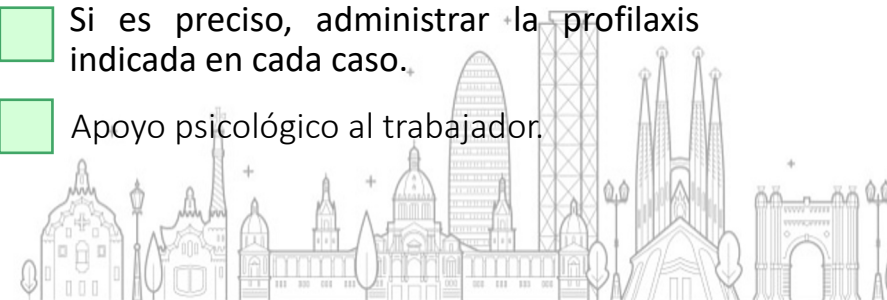 Si es preciso, administrar la profilaxis
indicada en cada caso.
Apoyo psicológico al trabajador.